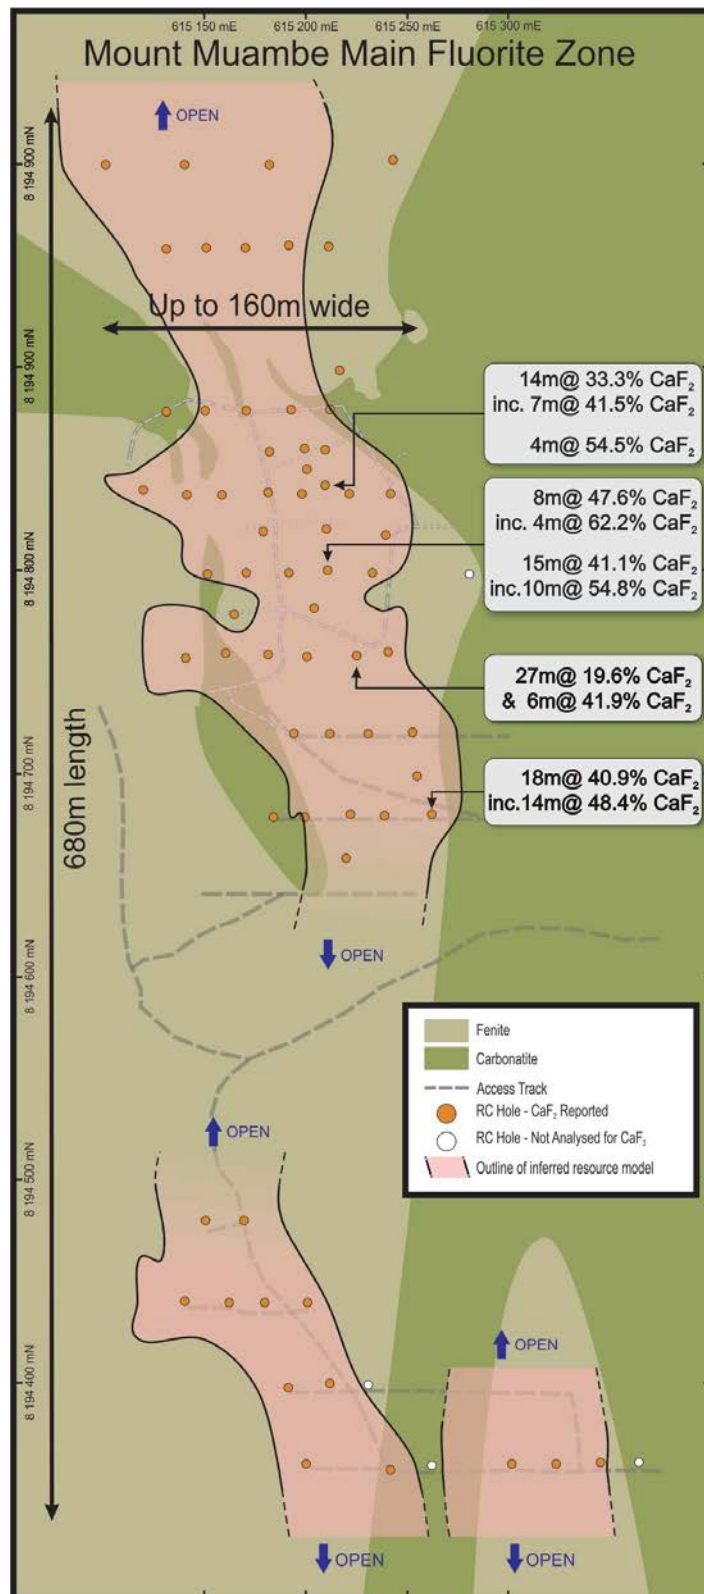 615 150 mE
615 200 mE
615 250 mE
615 300 mE
Mount Muambe Main Fluorite Zone
OPEN
8 194 900 mN
Up to 160m wide
8 194 900 mN
14m@ 33.3% CaF₂
inc. 7m@ 41.5% CaF₂
4m@ 54.5% CaF₂
8m@ 47.6% CaF₂
inc. 4m@ 62.2% CaF₂
15m@ 41.1% CaF₂
inc.10m@ 54.8% CaF₂
8 194 800 mN
27m@ 19.6% CaF₂
& 6m@ 41.9% CaF₂
680m length
8 194 700 mN
18m@ 40.9% CaF₂
inc.14m@ 48.4% CaF₂
OPEN
8 194 600 mN
Fenite
Carbonatite
Access Track
RC Hole - CaF₂ Reported
RC Hole - Not Analysed for CaF₂
Outline of inferred resource model
OPEN
8 194 500 mN
OPEN
8 194 400 mN
OPEN
OPEN